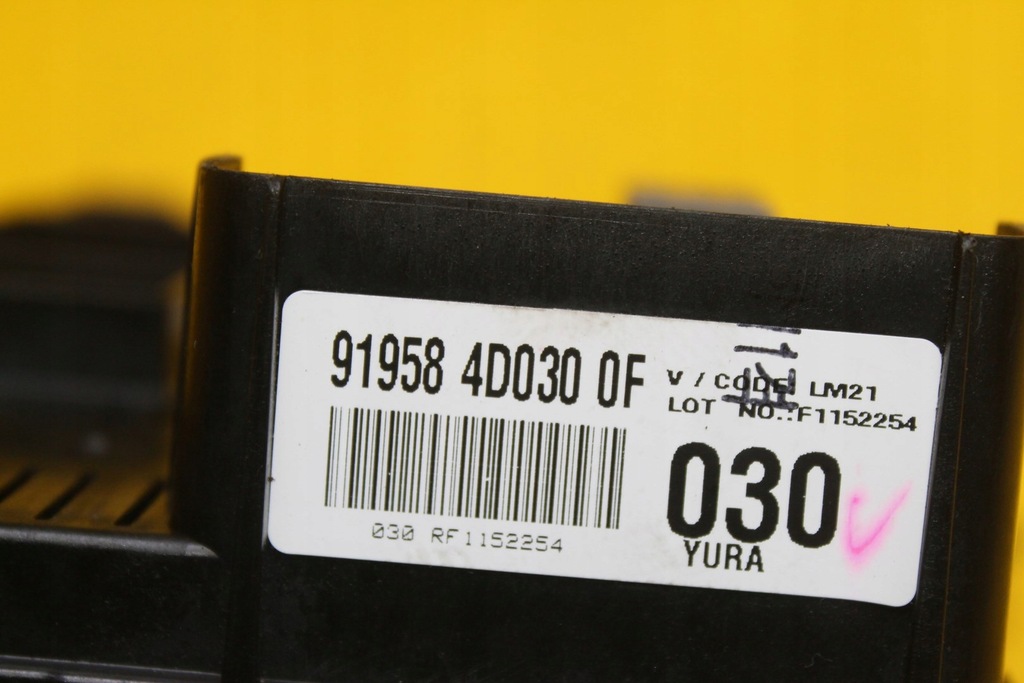 91958 4D030 0F
V / CODE: LM21
LOT NO.:F1152254
030
YURA
030 RF1152254